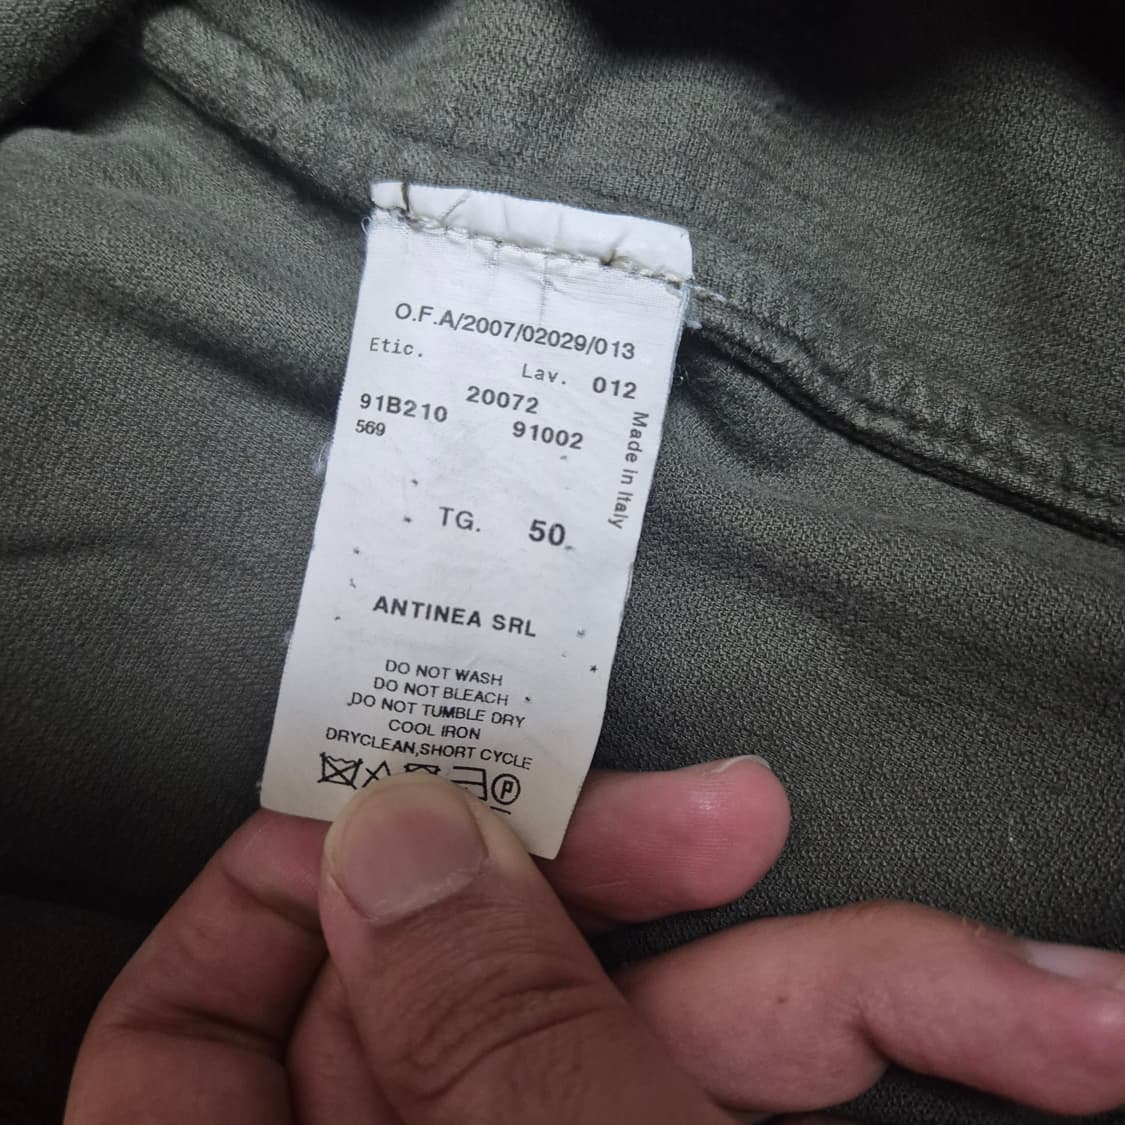 O.F.A/2007/02029/013
Etic.
Lav. 012
20072
91B210
91002
569
Made in Italy
TG. 50
ANTINEA SRL
DO NOT WASH
DO NOT BLEACH
DO NOT TUMBLE DRY
COOL IRON
DRYCLEAN,SHORT CYCLE
P